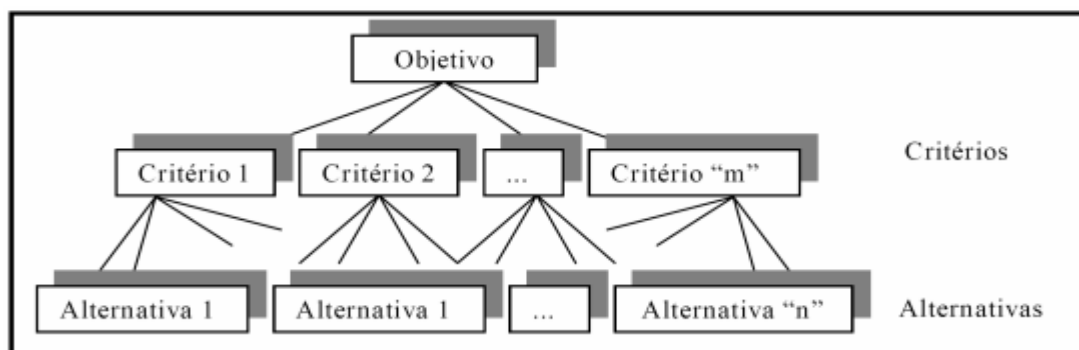 Objetivo
Critério 1
Critério 2
...
Critério “m”
Critérios
Alternativa 1
Alternativa 1
...
Alternativa “n”
Alternativas